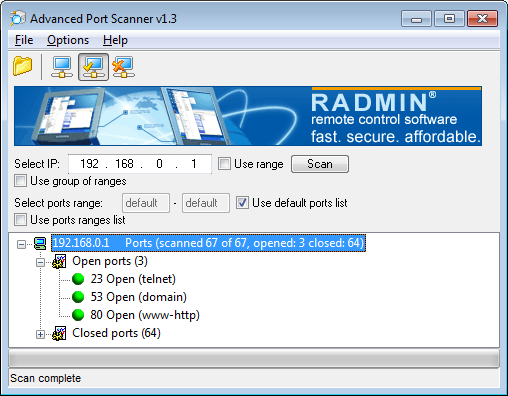 Advanced Port Scanner v1.3
File Options Help
RADMIN®
remote control software
fast. secure. affordable.
Select IP: 192 . 168 . 0 . 1 Use range Scan
Use group of ranges
Select ports range: default - default Use default ports list
Use ports ranges list
192.168.0.1 Ports (scanned 67 of 67, opened: 3 closed: 64)
Open ports (3)
23 Open (telnet)
53 Open (domain)
80 Open (www-http)
Closed ports (64)
Scan complete